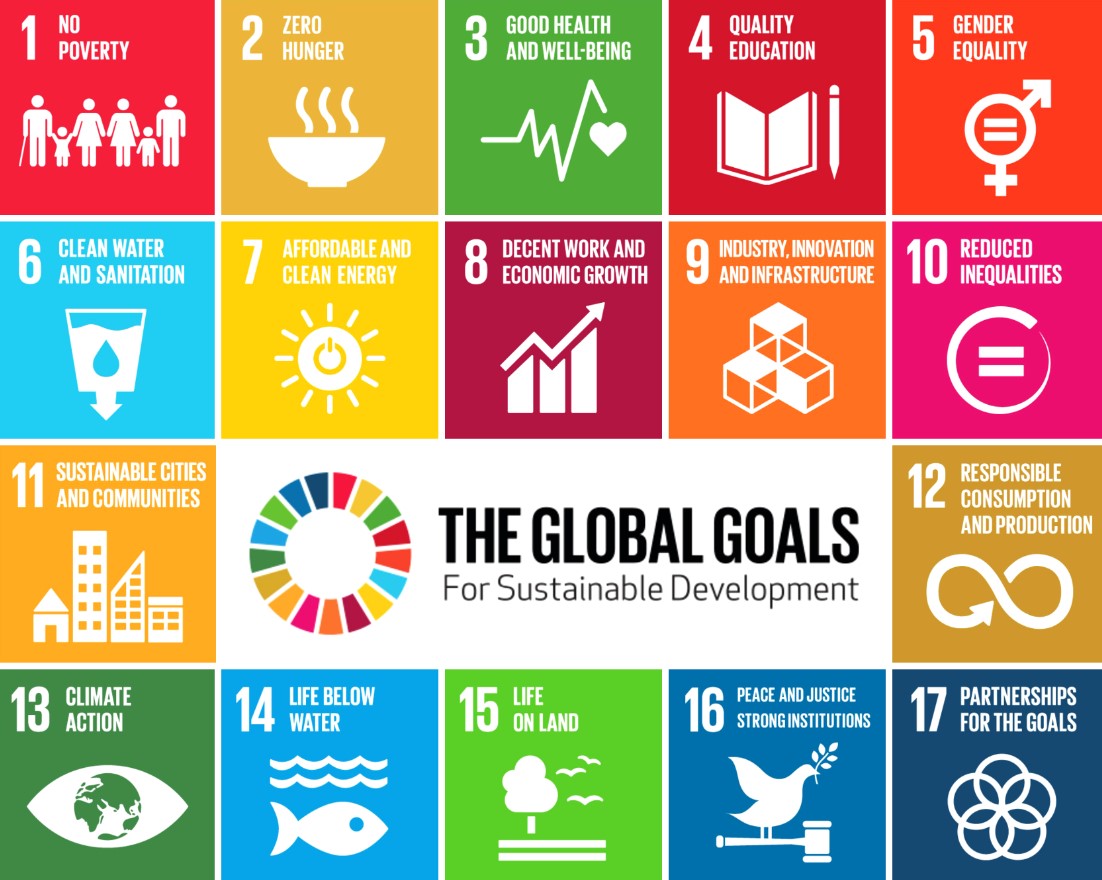 1 NO
POVERTY
2 ZERO
HUNGER
3 GOOD HEALTH
AND WELL-BEING
4 QUALITY
EDUCATION
5 GENDER
EQUALITY
6 CLEAN WATER
AND SANITATION
7 AFFORDABLE AND
CLEAN ENERGY
8 DECENT WORK AND
ECONOMIC GROWTH
9 INDUSTRY, INNOVATION
AND INFRASTRUCTURE
10 REDUCED
INEQUALITIES
11 SUSTAINABLE CITIES
AND COMMUNITIES
THE GLOBAL GOALS
For Sustainable Development
12 RESPONSIBLE
CONSUMPTION
AND PRODUCTION
13 CLIMATE
ACTION
14 LIFE BELOW
WATER
15 LIFE
ON LAND
16 PEACE AND JUSTICE
STRONG INSTITUTIONS
17 PARTNERSHIPS
FOR THE GOALS